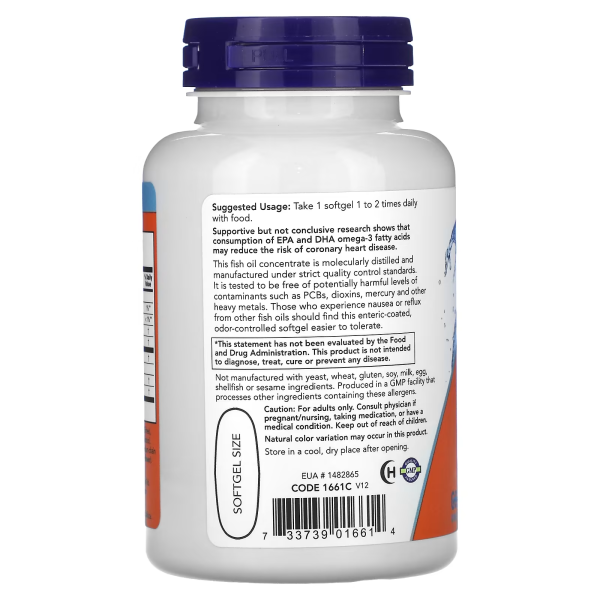 Suggested Usage: Take 1 softgel 1 to 2 times daily
with food.
Supportive but not conclusive research shows that
consumption of EPA and DHA omega-3 fatty acids
may reduce the risk of coronary heart disease.
This fish oil concentrate is molecularly distilled and
manufactured under strict quality control standards.
It is tested to be free of potentially harmful levels of
contaminants such as PCBs, dioxins, mercury and other
heavy metals. Those who experience nausea or reflux
from other fish oils should find this enteric-coated,
odor-controlled softgel easier to tolerate.
*This statement has not been evaluated by the Food
and Drug Administration. This product is not intended
to diagnose, treat, cure or prevent any disease.
Not manufactured with yeast, wheat, gluten, soy, milk, egg,
shellfish or sesame ingredients. Produced in a GMP facility that
processes other ingredients containing these allergens.
Caution: For adults only. Consult physician if
pregnant/nursing, taking medication, or have a
medical condition. Keep out of reach of children.
Natural color variation may occur in this product.
Store in a cool, dry place after opening.
SOFTGEL SIZE
EUA # 1482865
CODE 1661C V12
H
GMP
7 33739 01661 4